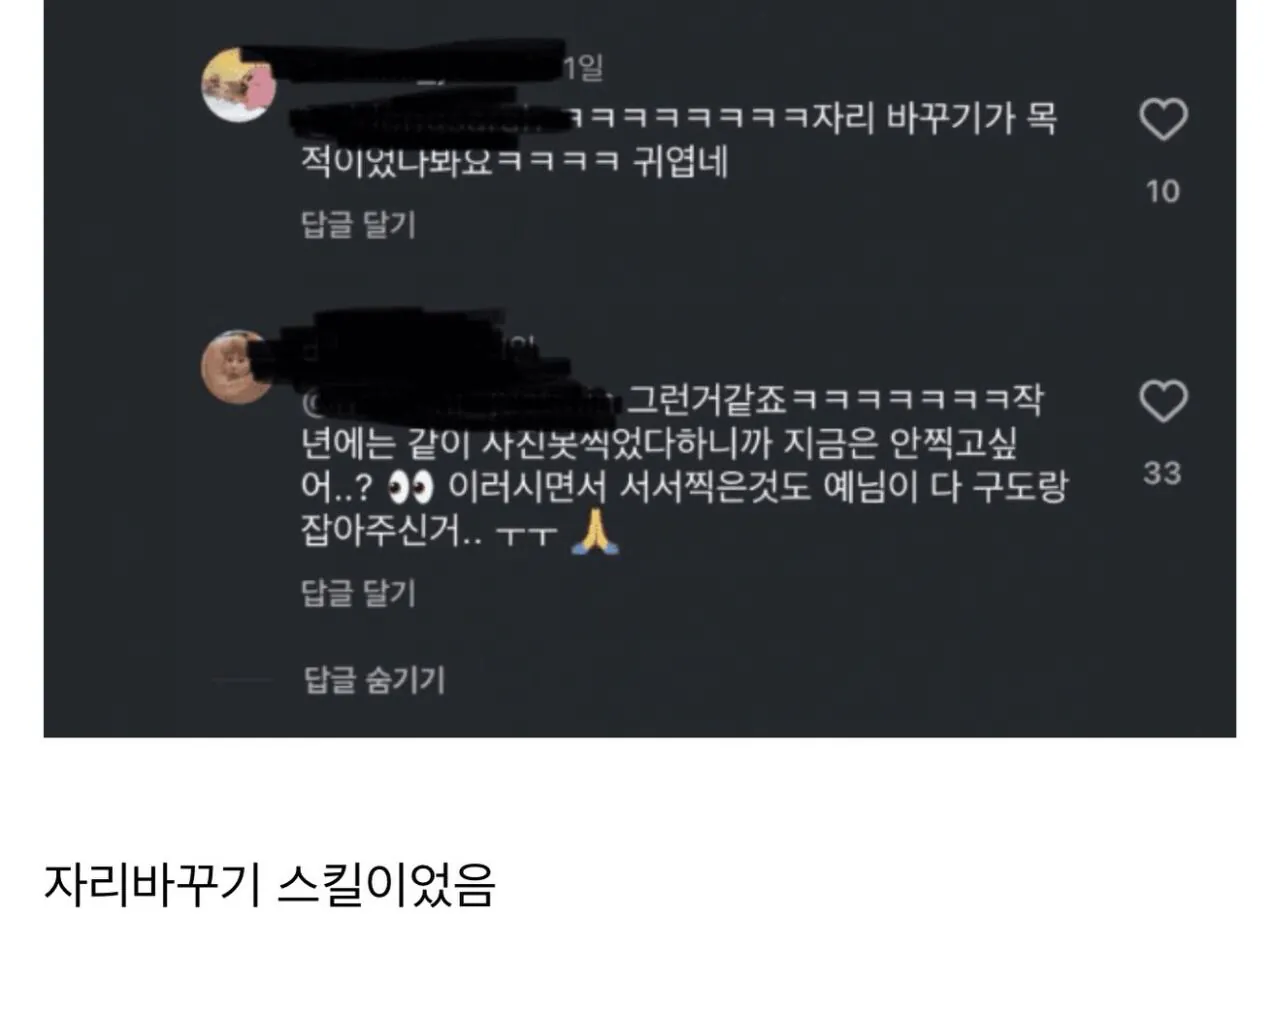 1일
ㅋㅋㅋㅋㅋㅋㅋㅋ자리 바꾸기가 목
적이었나봐요ㅋㅋㅋㅋ 귀엽네
10
답글 달기
그런거같죠ㅋㅋㅋㅋㅋㅋㅋ작
년에는 같이 사진못찍었다하니까 지금은 안찍고싶
어..? 👀 이러시면서 서서찍은것도 예님이 다 구도랑
33
잡아주신거.. ㅜㅜ 🙏
답글 달기
답글 숨기기
자리바꾸기 스킬이었음